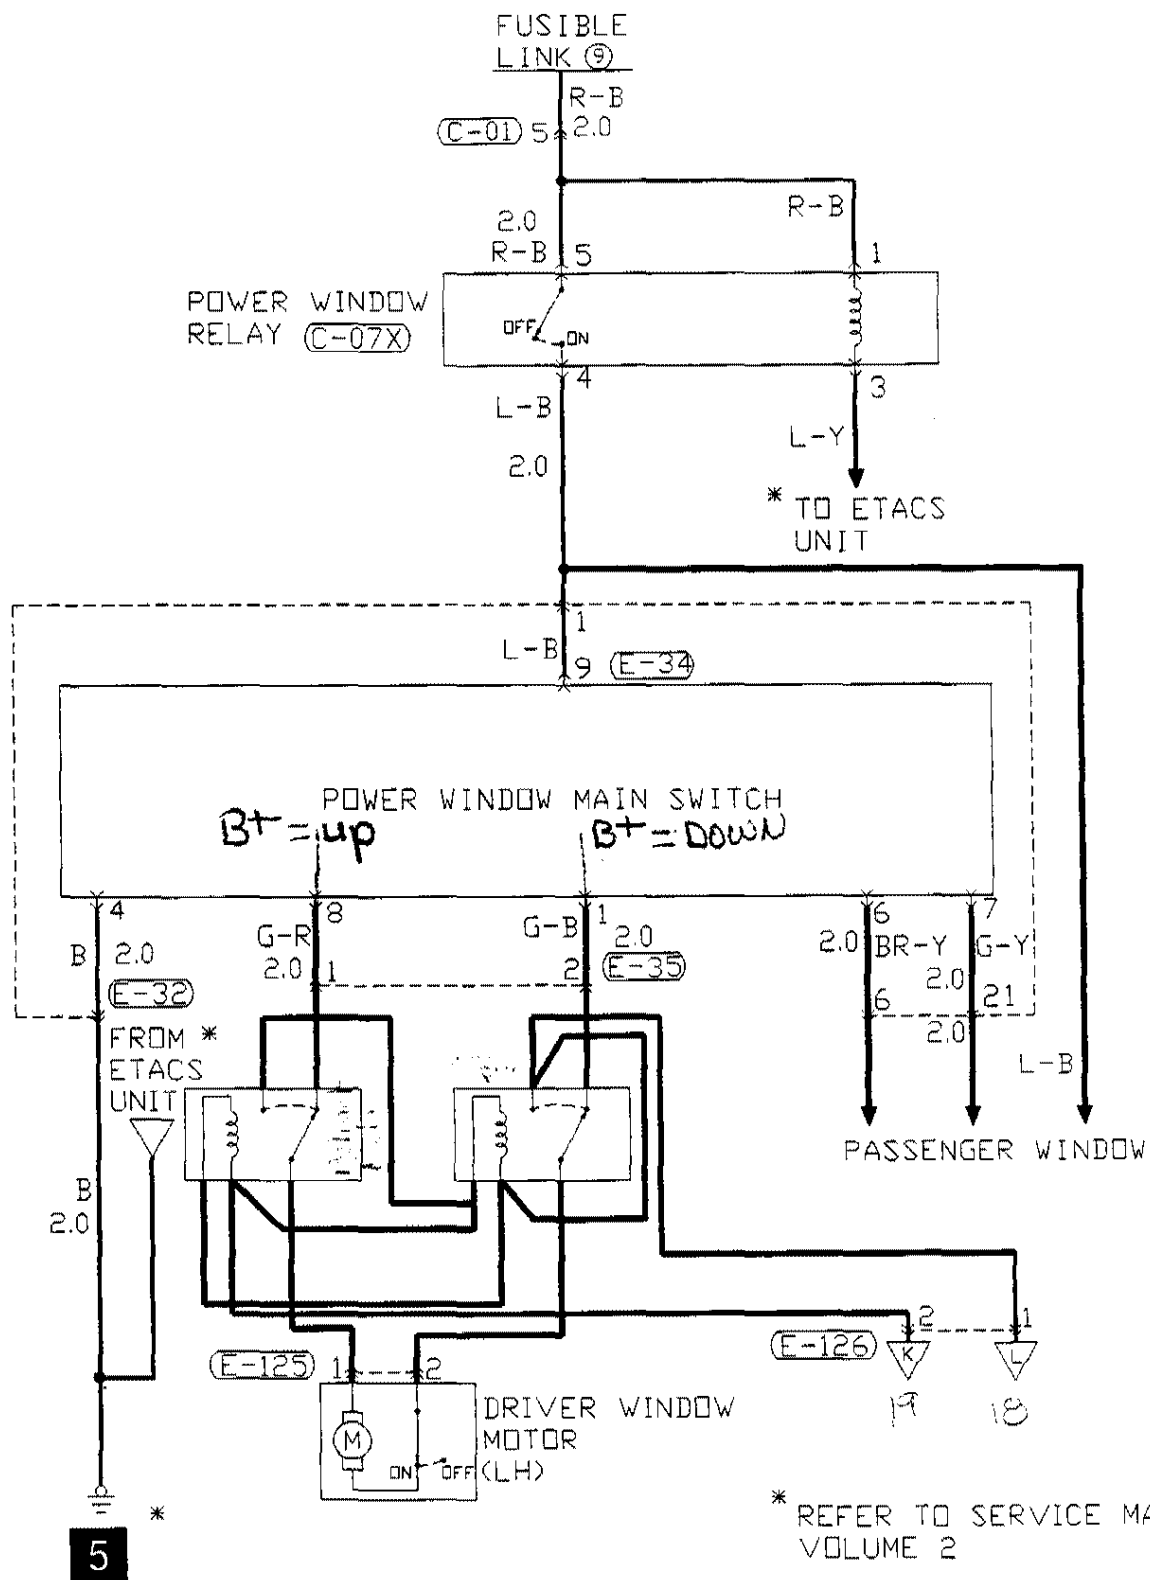 FUSIBLE
LINK ⑨
R-B
C-01 5 2.0
R-B
2.0
R-B 5 1
POWER WINDOW
RELAY C-07X
OFF ON
4 3
L-B
L-Y
2.0
* TO ETACS
UNIT
1
L-B
9 E-34
POWER WINDOW MAIN SWITCH
B+ = up B+ = DOWN
4 8 1 6 7
B 2.0 G-R G-B 2.0 2.0 BR-Y G-Y
2.0 1 2 E-35 2.0
E-32 6 21
FROM *
ETACS
UNIT
2.0
L-B
PASSENGER WINDOW
B
2.0
E-125 1 2
E-126 2 1
K L
19 18
DRIVER WINDOW
MOTOR
(LH)
M
ON OFF
*
5
* REFER TO SERVICE MA
VOLUME 2